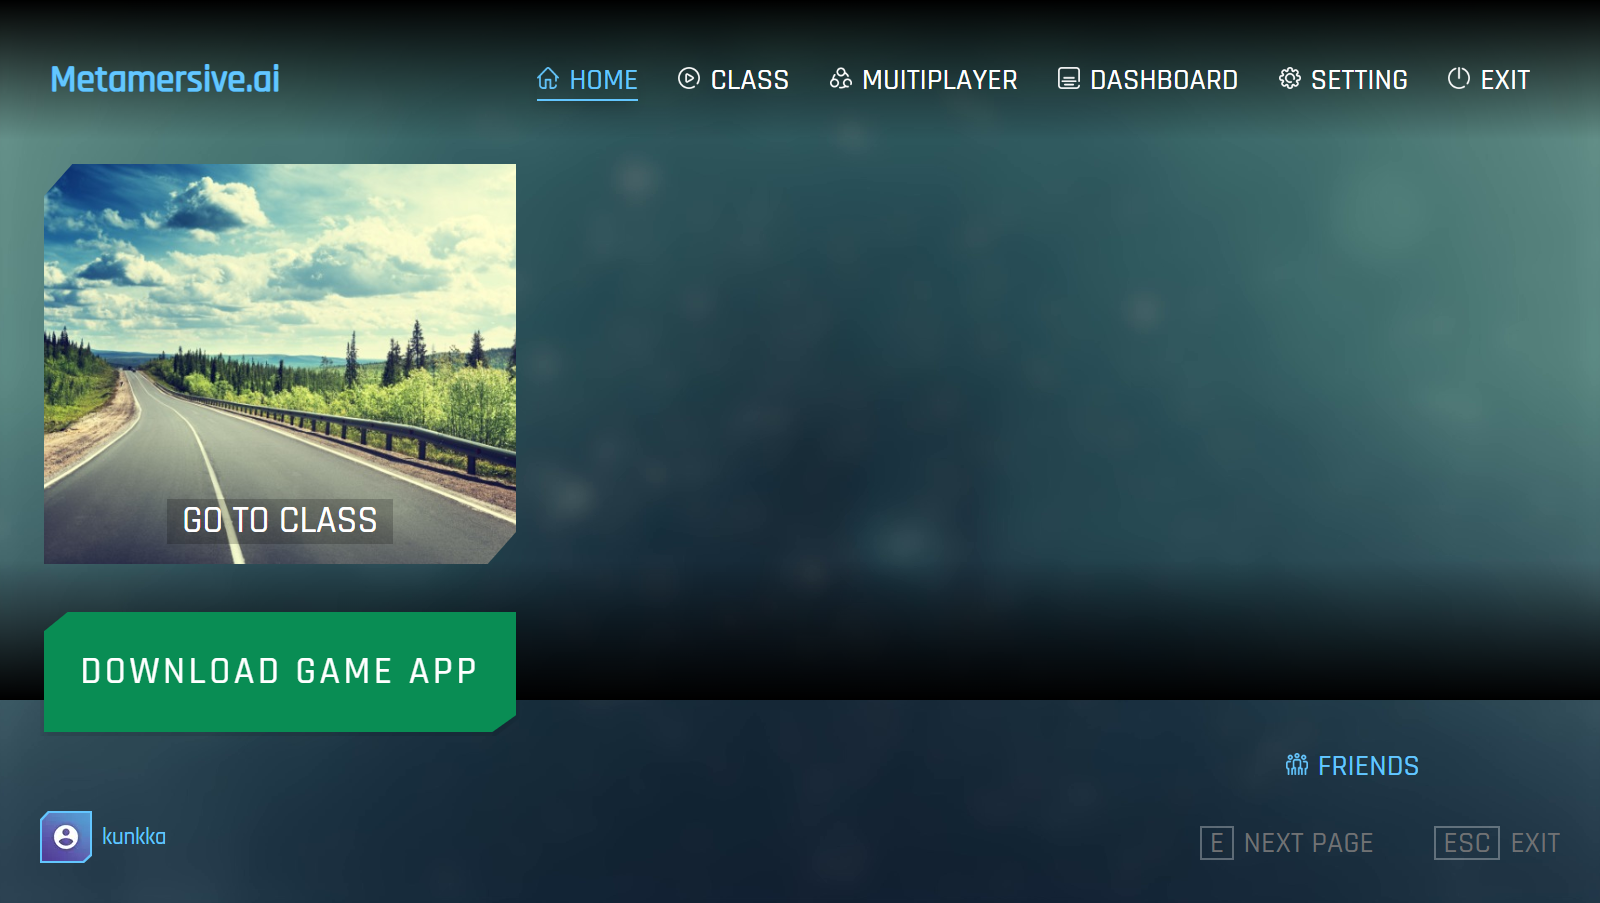 Metamersive.ai
HOME CLASS MUITIPLAYER DASHBOARD SETTING EXIT
GO TO CLASS
DOWNLOAD GAME APP
FRIENDS
kunkka
E NEXT PAGE ESC EXIT